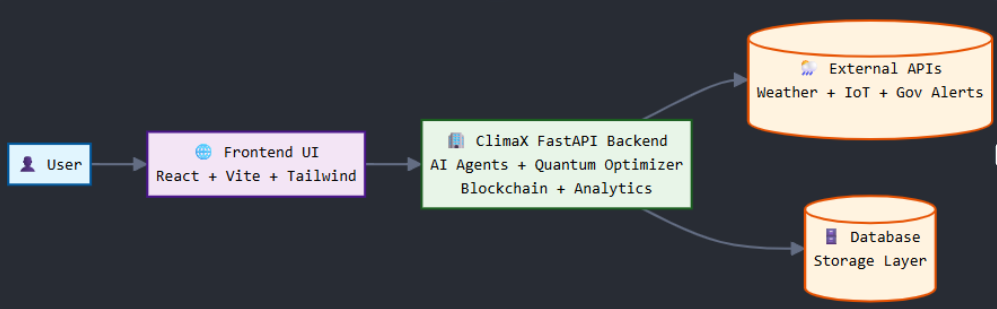 User
Frontend UI
React + Vite + Tailwind
ClimaX FastAPI Backend
AI Agents + Quantum Optimizer
Blockchain + Analytics
External APIs
Weather + IoT + Gov Alerts
Database
Storage Layer